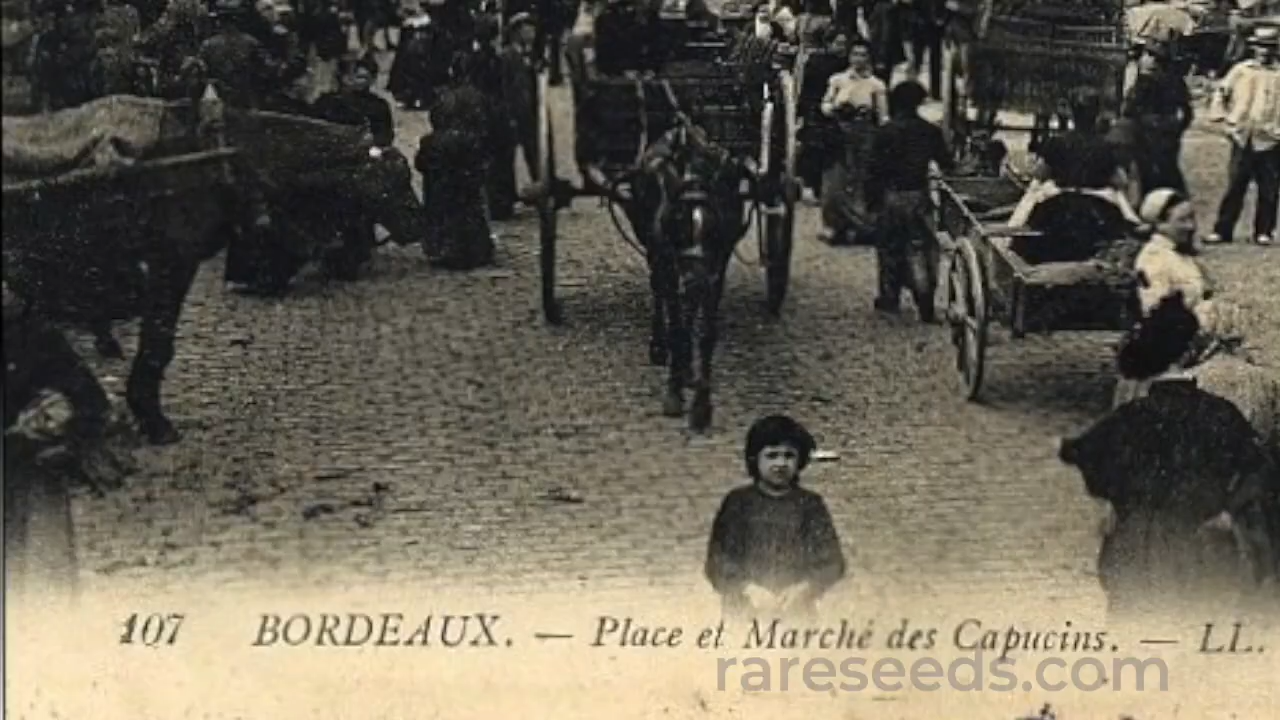 107 BORDEAUX. — Place et Marché des Capucins. — LL.
rareseeds.com